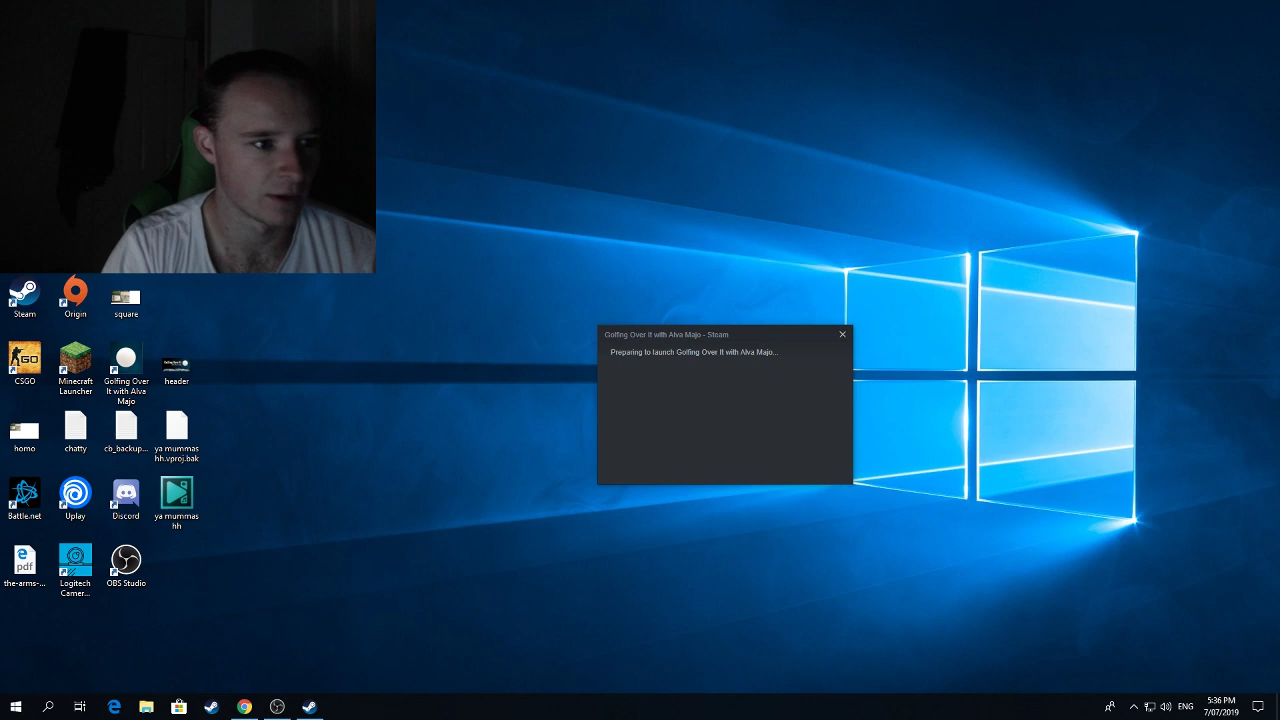 Steam
Origin
square
Golfing Over It with Alva Majo - Steam
Preparing to launch Golfing Over It with Alva Majo...
GO
CSGO
Minecraft
Launcher
Golfing Over
It with Alva
Majo
header
homo
chatty
cb_backup...
ya mummas
hh.vproj.bak
Battle.net
Uplay
Discord
ya mummas
hh
pdf
the-arms-...
Logitech
Camer...
OBS Studio
ENG
5:36 PM
7/07/2019